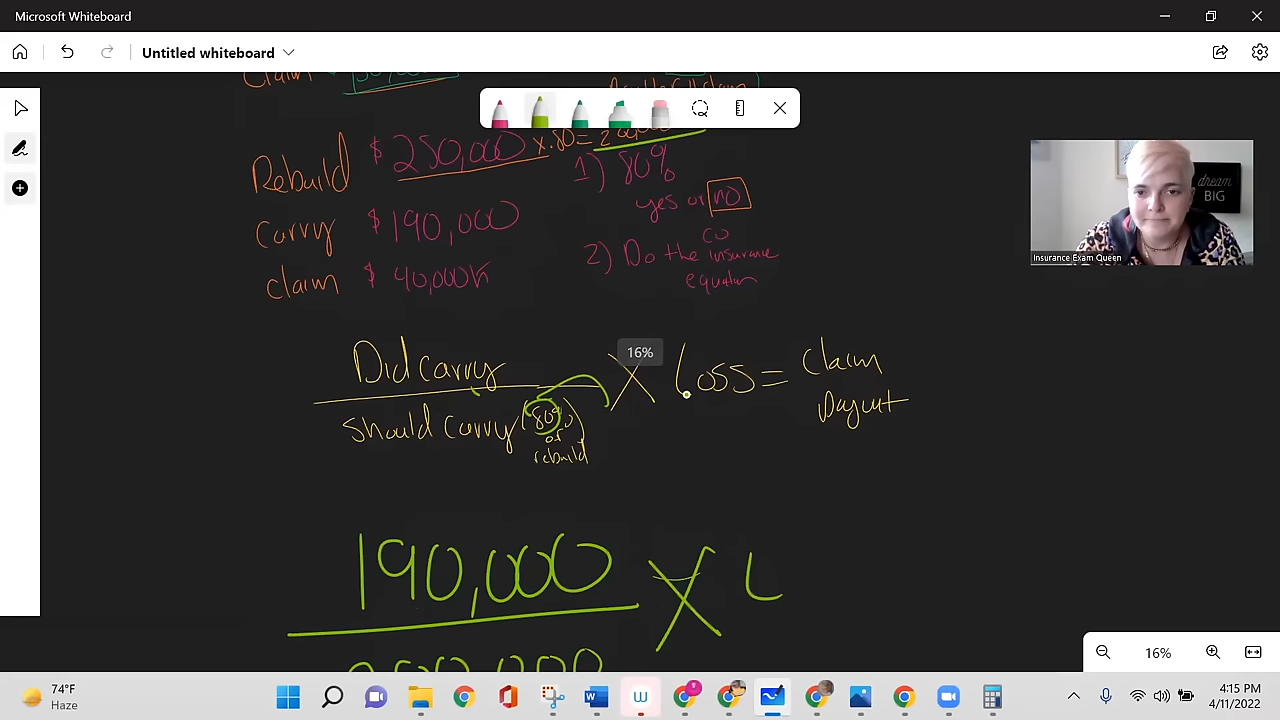 Microsoft Whiteboard
Untitled whiteboard
Claim
Rebuild $ 250,000 x.80=
1) 80%
yes or no
carry $ 190,000
co
2) Do the insurance
equation
claim $ 40,000
dream
BIG
Insurance Exam Queen
16%
Did carry
X Loss = Claim
Payout
should carry (80%)
of
rebuild
190,000 X L
16%
74°F
Haze
4:15 PM
4/11/2022